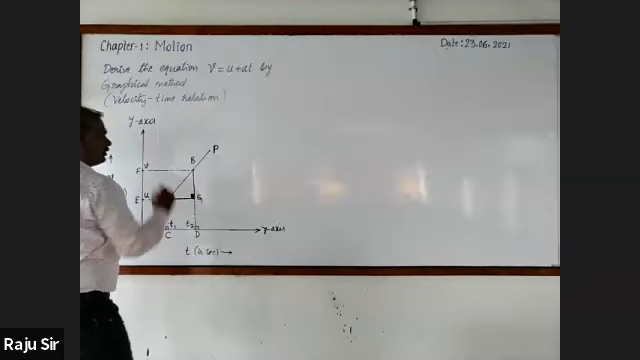 Chapter-1: Motion
Date: 23.06.2021
Derive the equation V = u + at by
Graphical method
(Velocity-time relation)
y-axis
P
B
F V
E u
G
t₁ t₂
C D
y-axis
t (in sec) →
Raju Sir